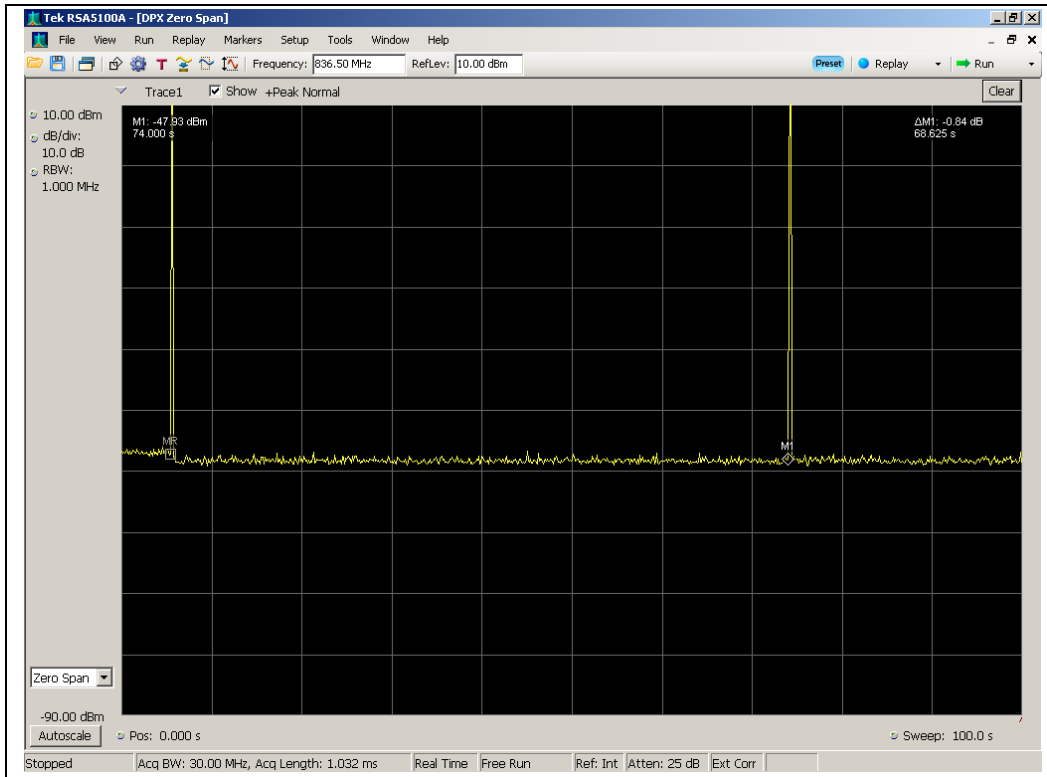 Tek RSA5100A - [DPX Zero Span]
File View Run Replay Markers Setup Tools Window Help
T Frequency: 836.50 MHz RefLev: 10.00 dBm Preset Replay Run
Trace1 Show +Peak Normal Clear
10.00 dBm
dB/div:
10.0 dB
RBW:
1.000 MHz
M1: -47.93 dBm
74.000 s
ΔM1: -0.84 dB
68.625 s
MR
M1
Zero Span
-90.00 dBm
Autoscale Pos: 0.000 s Sweep: 100.0 s
Stopped Acq BW: 30.00 MHz, Acq Length: 1.032 ms Real Time Free Run Ref: Int Atten: 25 dB Ext Corr